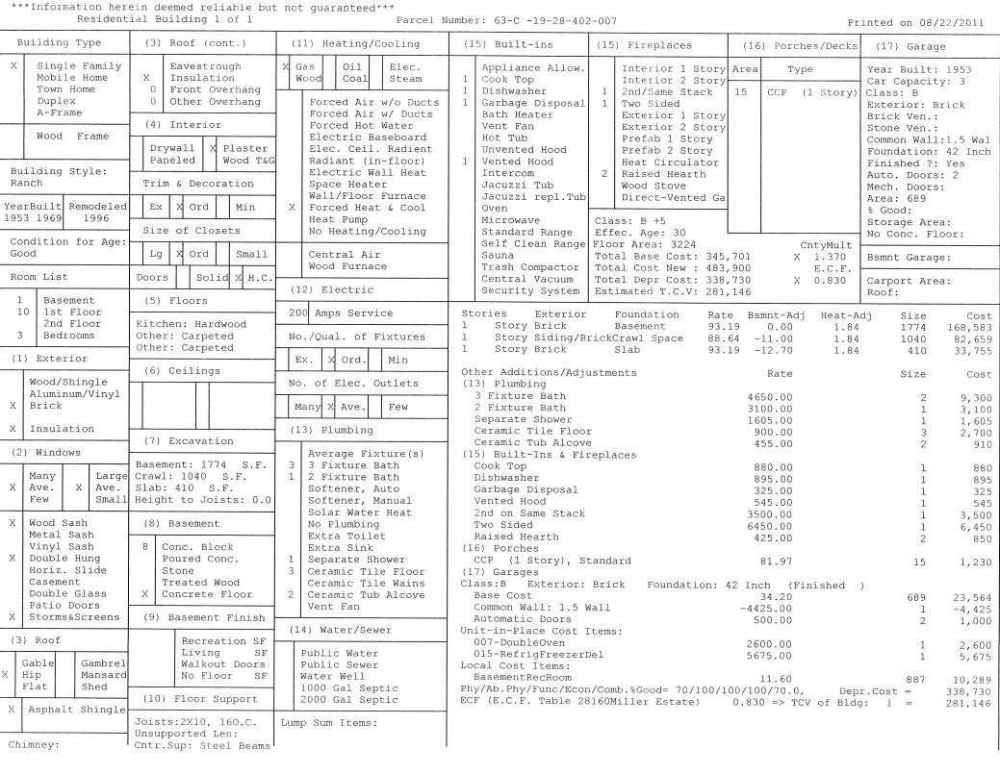 ***Information herein deemed reliable but not guaranteed***
Residential Building 1 of 1
Parcel Number: 63-C -19-28-402-007
Printed on 08/22/2011
Building Type
X Single Family
Mobile Home
Town Home
Duplex
A-Frame
Wood Frame
Building Style:
Ranch
YearBuilt Remodeled
1953 1969 1996
Condition for Age:
Good
Room List
1 Basement
10 1st Floor
2nd Floor
3 Bedrooms
(1) Exterior
Wood/Shingle
Aluminum/Vinyl
X Brick
X Insulation
(2) Windows
Many Large
X Ave. X Ave.
Few Small
X Wood Sash
Metal Sash
Vinyl Sash
X Double Hung
Horiz. Slide
Casement
Double Glass
Patio Doors
X Storms&Screens
(3) Roof
Gable Gambrel
X Hip Mansard
Flat Shed
X Asphalt Shingle
Chimney:
(3) Roof (cont.)
Eavestrough
X Insulation
0 Front Overhang
0 Other Overhang
(4) Interior
Drywall X Plaster
Paneled Wood T&G
Trim & Decoration
Ex X Ord Min
Size of Closets
Lg X Ord Small
Doors Solid X H.C.
(5) Floors
Kitchen: Hardwood
Other: Carpeted
Other: Carpeted
(6) Ceilings
(7) Excavation
Basement: 1774 S.F.
Crawl: 1040 S.F.
Slab: 410 S.F.
Height to Joists: 0.0
(8) Basement
8 Conc. Block
Poured Conc.
Stone
Treated Wood
X Concrete Floor
(9) Basement Finish
Recreation SF
Living SF
Walkout Doors
No Floor SF
(10) Floor Support
Joists:2X10, 16O.C.
Unsupported Len:
Cntr.Sup: Steel Beams
(11) Heating/Cooling
X Gas Oil Elec.
Wood Coal Steam
Forced Air w/o Ducts
Forced Air w/ Ducts
Forced Hot Water
Electric Baseboard
Elec. Ceil. Radient
Radiant (in-floor)
Electric Wall Heat
Space Heater
Wall/Floor Furnace
X Forced Heat & Cool
Heat Pump
No Heating/Cooling
Central Air
Wood Furnace
(12) Electric
200 Amps Service
No./Qual. of Fixtures
Ex. X Ord. Min
No. of Elec. Outlets
Many X Ave. Few
(13) Plumbing
Average Fixture(s)
3 3 Fixture Bath
1 2 Fixture Bath
Softener, Auto
Softener, Manual
Solar Water Heat
No Plumbing
Extra Toilet
Extra Sink
1 Separate Shower
3 Ceramic Tile Floor
Ceramic Tile Wains
2 Ceramic Tub Alcove
Vent Fan
(14) Water/Sewer
Public Water
Public Sewer
Water Well
1000 Gal Septic
2000 Gal Septic
Lump Sum Items:
(15) Built-ins
Appliance Allow.
1 Cook Top
1 Dishwasher
1 Garbage Disposal
Bath Heater
Vent Fan
Hot Tub
Unvented Hood
1 Vented Hood
Intercom
Jacuzzi Tub
Jacuzzi repl.Tub
Oven
Microwave
Standard Range
Self Clean Range
Sauna
Trash Compactor
Central Vacuum
Security System
(15) Fireplaces
Interior 1 Story
Interior 2 Story
1 2nd/Same Stack
1 Two Sided
Exterior 1 Story
Exterior 2 Story
Prefab 1 Story
Prefab 2 Story
Heat Circulator
2 Raised Hearth
Wood Stove
Direct-Vented Ga
Class: B +5
Effec. Age: 30
Floor Area: 3224 CntyMult
Total Base Cost: 345,701 X 1.370
Total Cost New : 483,900 E.C.F.
Total Depr Cost: 338,730 X 0.830
Estimated T.C.V: 281,146
(16) Porches/Decks
Area Type
15 CCP (1 Story)
(17) Garage
Year Built: 1953
Car Capacity: 3
Class: B
Exterior: Brick
Brick Ven.:
Stone Ven.:
Common Wall:1.5 Wal
Foundation: 42 Inch
Finished ?: Yes
Auto. Doors: 2
Mech. Doors:
Area: 689
% Good:
Storage Area:
No Conc. Floor:
Bsmnt Garage:
Carport Area:
Roof:
Stories Exterior Foundation Rate Bsmnt-Adj Heat-Adj Size Cost
1 Story Brick Basement 93.19 0.00 1.84 1774 168,583
1 Story Siding/BrickCrawl Space 88.64 -11.00 1.84 1040 82,659
1 Story Brick Slab 93.19 -12.70 1.84 410 33,755
Other Additions/Adjustments Rate Size Cost
(13) Plumbing
3 Fixture Bath 4650.00 2 9,300
2 Fixture Bath 3100.00 1 3,100
Separate Shower 1605.00 1 1,605
Ceramic Tile Floor 900.00 3 2,700
Ceramic Tub Alcove 455.00 2 910
(15) Built-Ins & Fireplaces
Cook Top 880.00 1 880
Dishwasher 895.00 1 895
Garbage Disposal 325.00 1 325
Vented Hood 545.00 1 545
2nd on Same Stack 3500.00 1 3,500
Two Sided 6450.00 1 6,450
Raised Hearth 425.00 2 850
(16) Porches
CCP (1 Story), Standard 81.97 15 1,230
(17) Garages
Class:B Exterior: Brick Foundation: 42 Inch (Finished )
Base Cost 34.20 689 23,564
Common Wall: 1.5 Wall -4425.00 1 -4,425
Automatic Doors 500.00 2 1,000
Unit-in-Place Cost Items:
007-DoubleOven 2600.00 1 2,600
015-RefrigFreezerDel 5675.00 1 5,675
Local Cost Items:
BasementRecRoom 11.60 887 10,289
Phy/Ab.Phy/Func/Econ/Comb.%Good= 70/100/100/100/70.0, Depr.Cost = 338,730
ECF (E.C.F. Table 28160Miller Estate) 0.830 => TCV of Bldg: 1 = 281,146